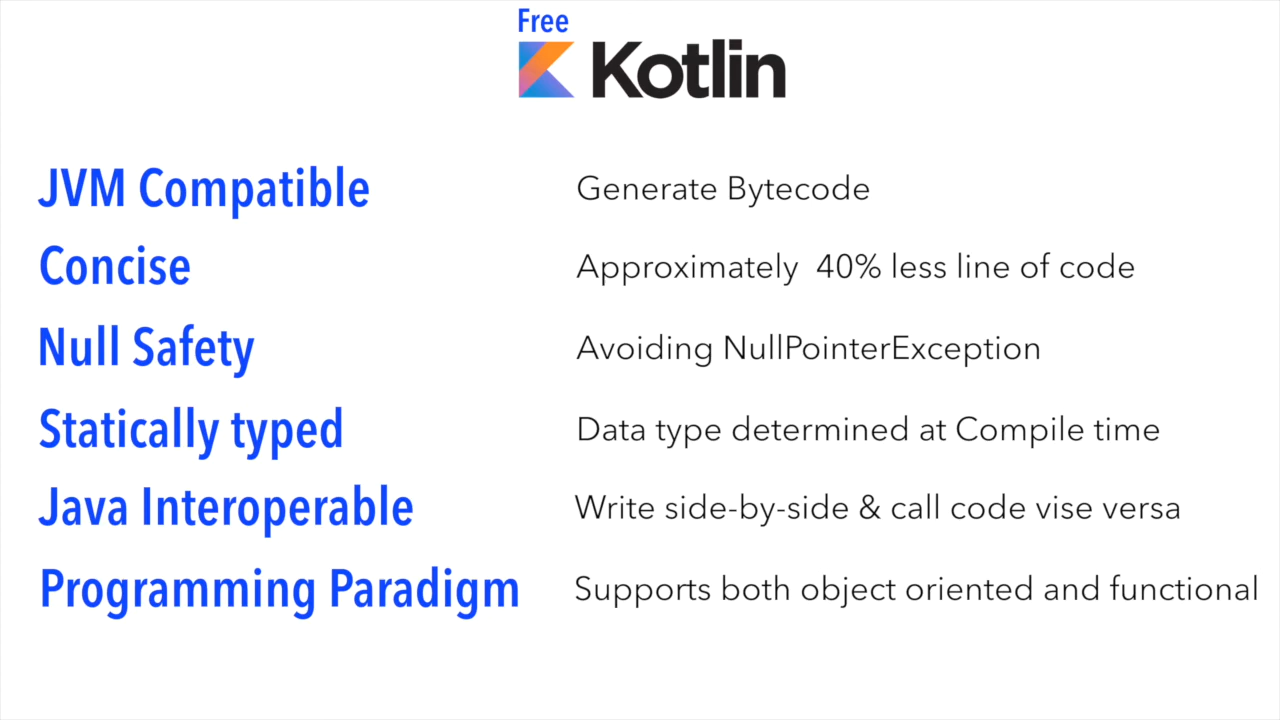 Free
Kotlin
JVM Compatible Generate Bytecode
Concise Approximately 40% less line of code
Null Safety Avoiding NullPointerException
Statically typed Data type determined at Compile time
Java Interoperable Write side-by-side & call code vise versa
Programming Paradigm Supports both object oriented and functional